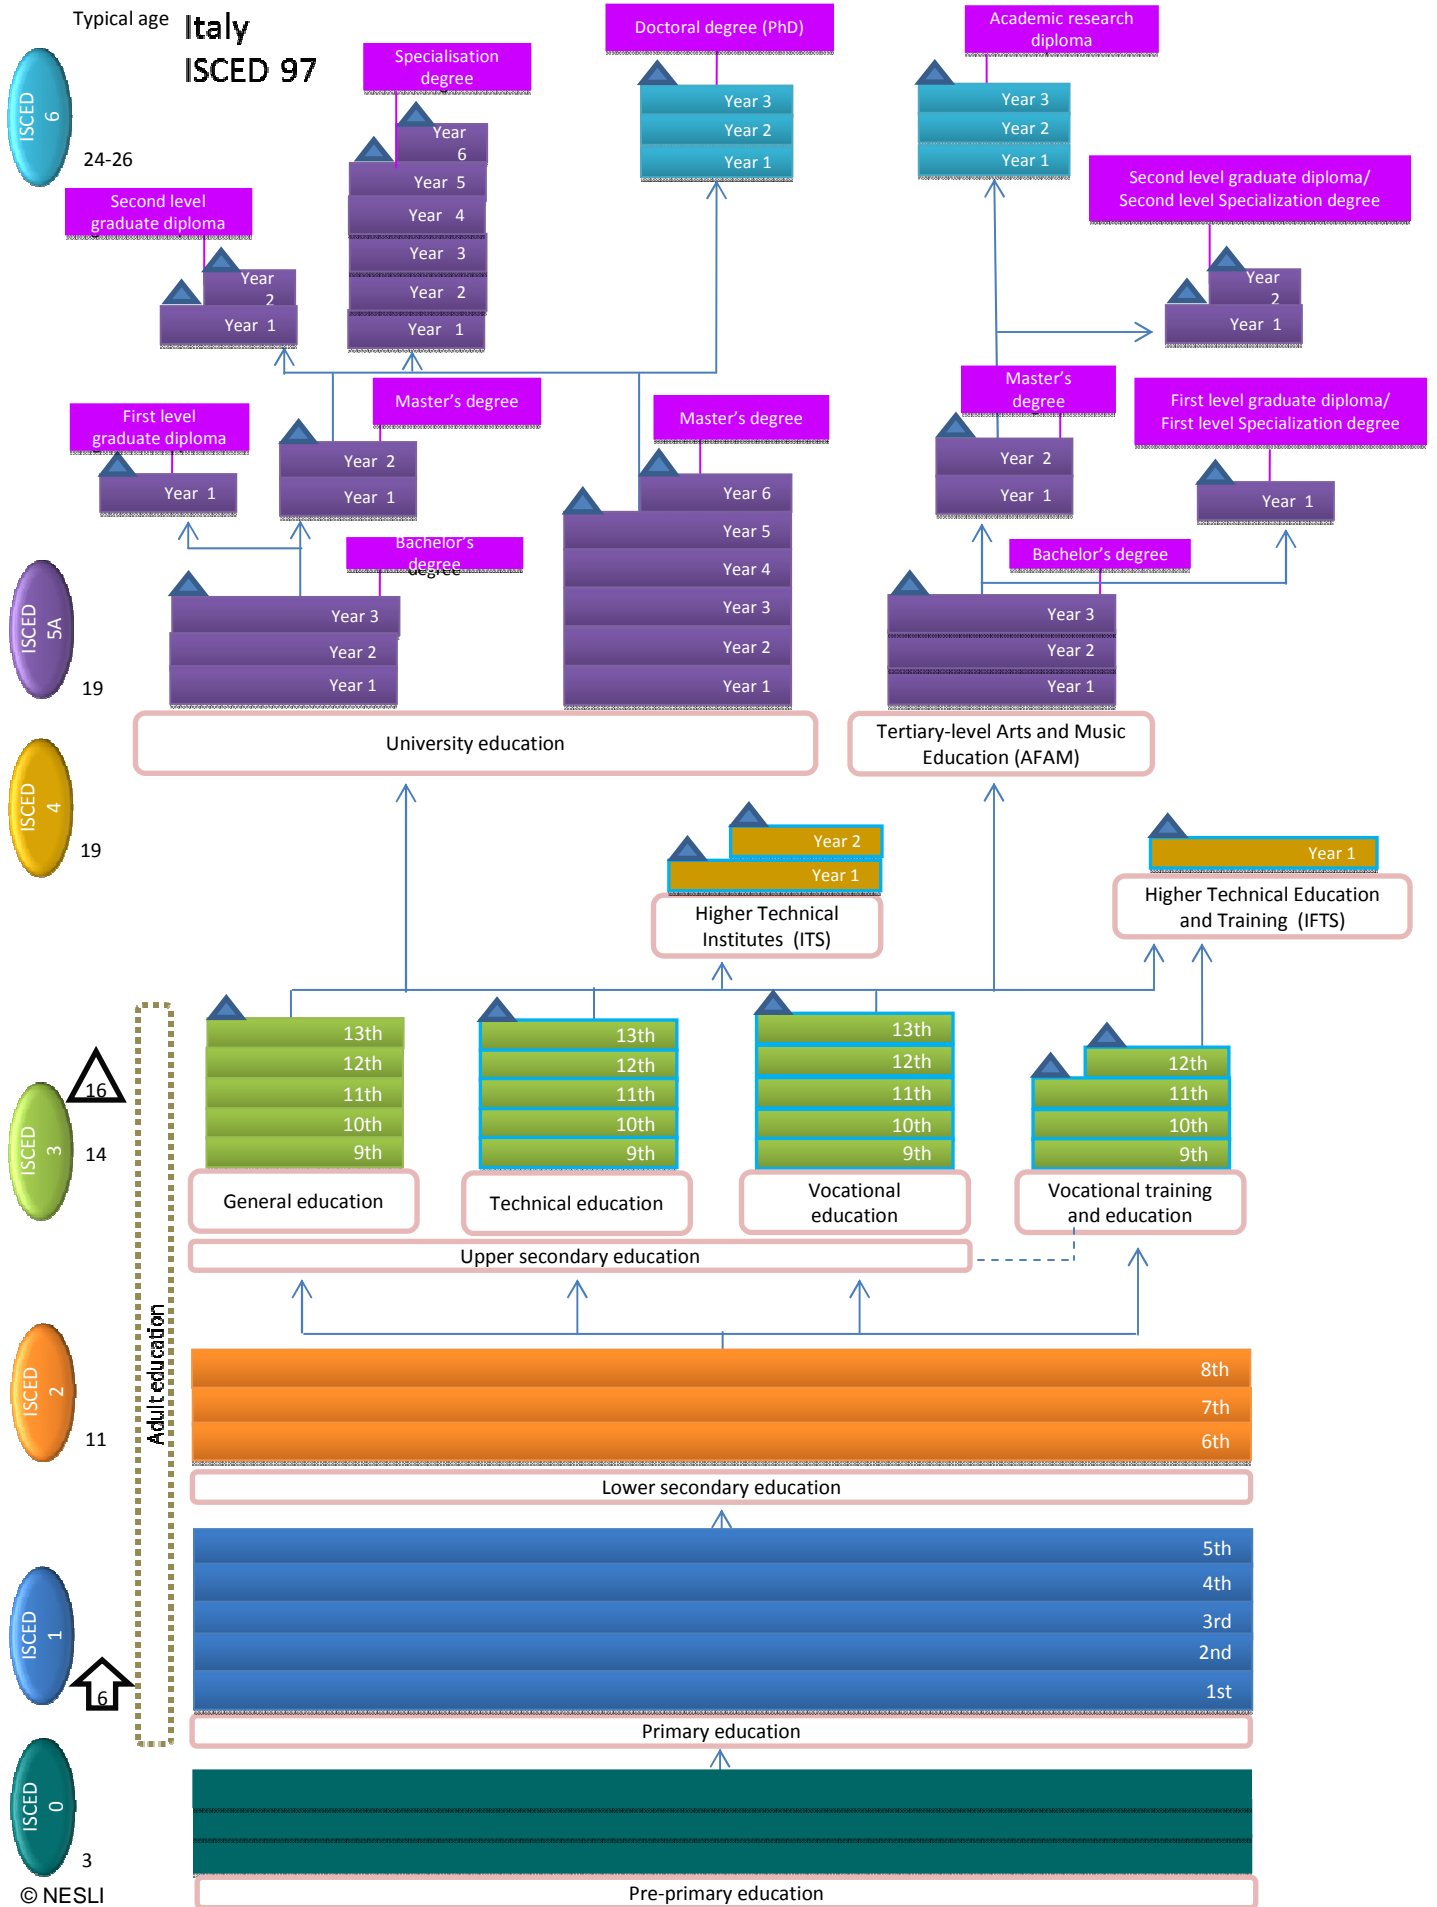 Typical age
Italy
ISCED 97
ISCED
6
24-26
Specialisation
degree
Doctoral degree (PhD)
Academic research
diploma
Year
6
Year 5
Year 4
Year 3
Year 2
Year 1
Year 3
Year 2
Year 1
Year 3
Year 2
Year 1
Second level
graduate diploma
Year
2
Year 1
Second level graduate diploma/
Second level Specialization degree
Year
2
Year 1
First level
graduate diploma
Year 1
Master's degree
Year 2
Year 1
Master's degree
Year 6
Year 5
Year 4
Year 3
Year 2
Year 1
Master's
degree
Year 2
Year 1
First level graduate diploma/
First level Specialization degree
Year 1
Bachelor's
degree
Year 3
Year 2
Year 1
Bachelor's degree
Year 3
Year 2
Year 1
ISCED
5A
19
University education
Tertiary-level Arts and Music
Education (AFAM)
ISCED
4
19
Year 2
Year 1
Higher Technical
Institutes (ITS)
Year 1
Higher Technical Education
and Training (IFTS)
16
ISCED
3
14
13th
12th
11th
10th
9th
General education
13th
12th
11th
10th
9th
Technical education
13th
12th
11th
10th
9th
Vocational
education
12th
11th
10th
9th
Vocational training
and education
Upper secondary education
Adult education
ISCED
2
11
8th
7th
6th
Lower secondary education
ISCED
1
6
5th
4th
3rd
2nd
1st
Primary education
ISCED
0
3
Pre-primary education
© NESLI